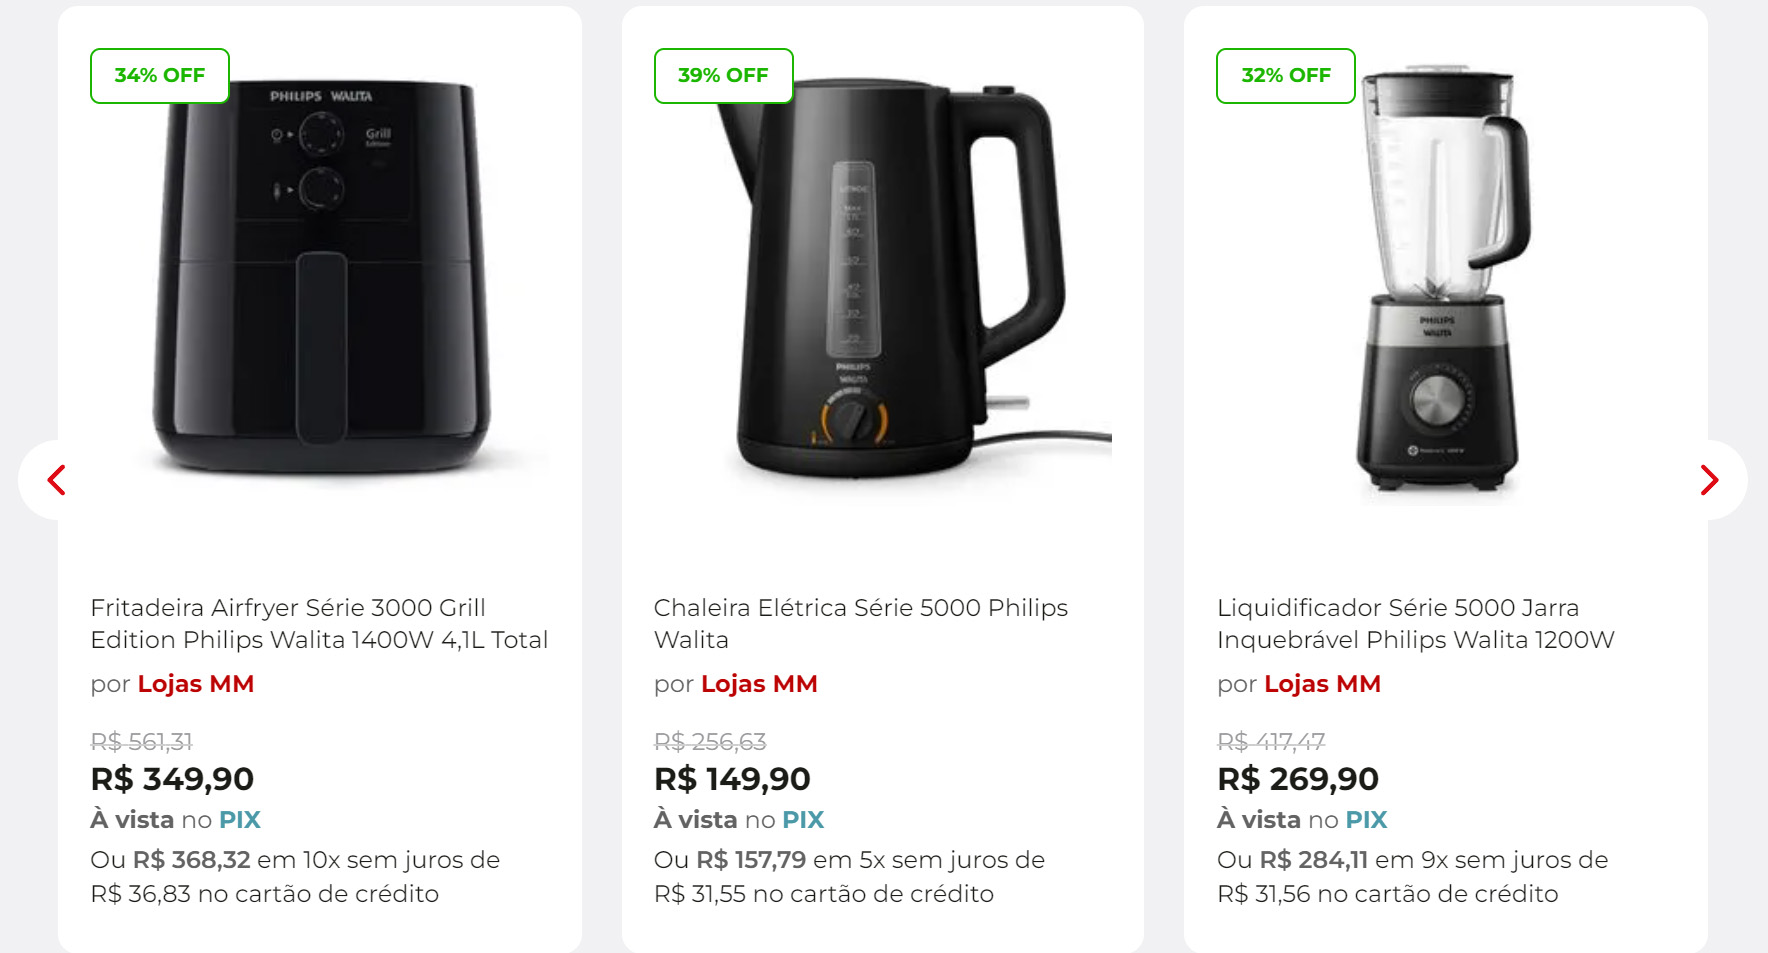 34% OFF
PHILIPS WALITA
Grill
Edition
Fritadeira Airfryer Série 3000 Grill
Edition Philips Walita 1400W 4,1L Total
por Lojas MM
R$ 561,31
R$ 349,90
À vista no PIX
Ou R$ 368,32 em 10x sem juros de
R$ 36,83 no cartão de crédito
39% OFF
MAX
PHILIPS
WALITA
Chaleira Elétrica Série 5000 Philips
Walita
por Lojas MM
R$ 256,63
R$ 149,90
À vista no PIX
Ou R$ 157,79 em 5x sem juros de
R$ 31,55 no cartão de crédito
32% OFF
PHILIPS
WALITA
Liquidificador Série 5000 Jarra
Inquebrável Philips Walita 1200W
por Lojas MM
R$ 417,47
R$ 269,90
À vista no PIX
Ou R$ 284,11 em 9x sem juros de
R$ 31,56 no cartão de crédito